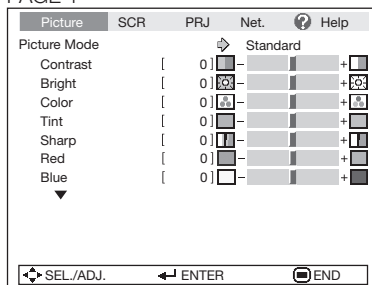 PAGE 1
Picture SCR PRJ Net. ? Help
Picture Mode Standard
Contrast [ 0 ] - +
Bright [ 0 ] - +
Color [ 0 ] - +
Tint [ 0 ] - +
Sharp [ 0 ] - +
Red [ 0 ] - +
Blue [ 0 ] - +
SEL./ADJ. ENTER END